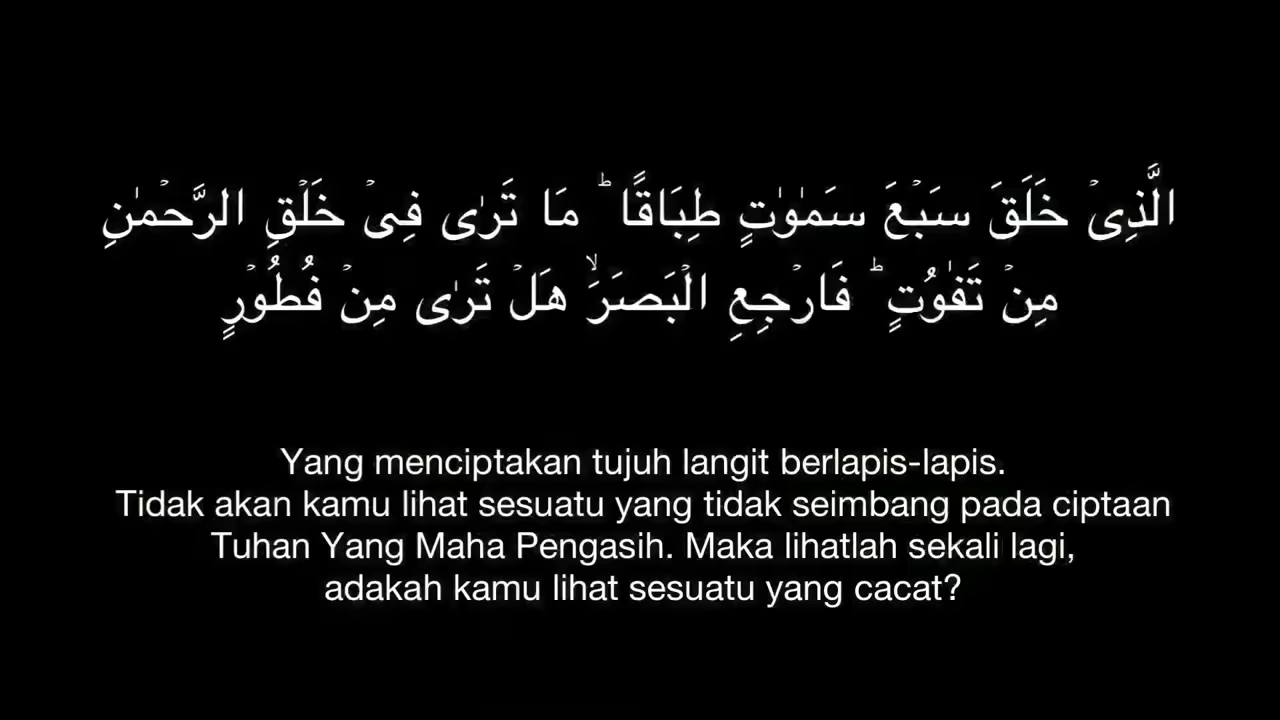 الَّذِىۡ خَلَقَ سَبۡعَ سَمٰوٰتٍ طِبَاقًا ؕ مَا تَرٰى فِىۡ خَلۡقِ الرَّحۡمٰنِ
مِنۡ تَفٰوُتٍ ؕ فَارۡجِعِ الۡبَصَرَۙ هَلۡ تَرٰى مِنۡ فُطُوۡرٍ
Yang menciptakan tujuh langit berlapis-lapis.
Tidak akan kamu lihat sesuatu yang tidak seimbang pada ciptaan
Tuhan Yang Maha Pengasih. Maka lihatlah sekali lagi,
adakah kamu lihat sesuatu yang cacat?